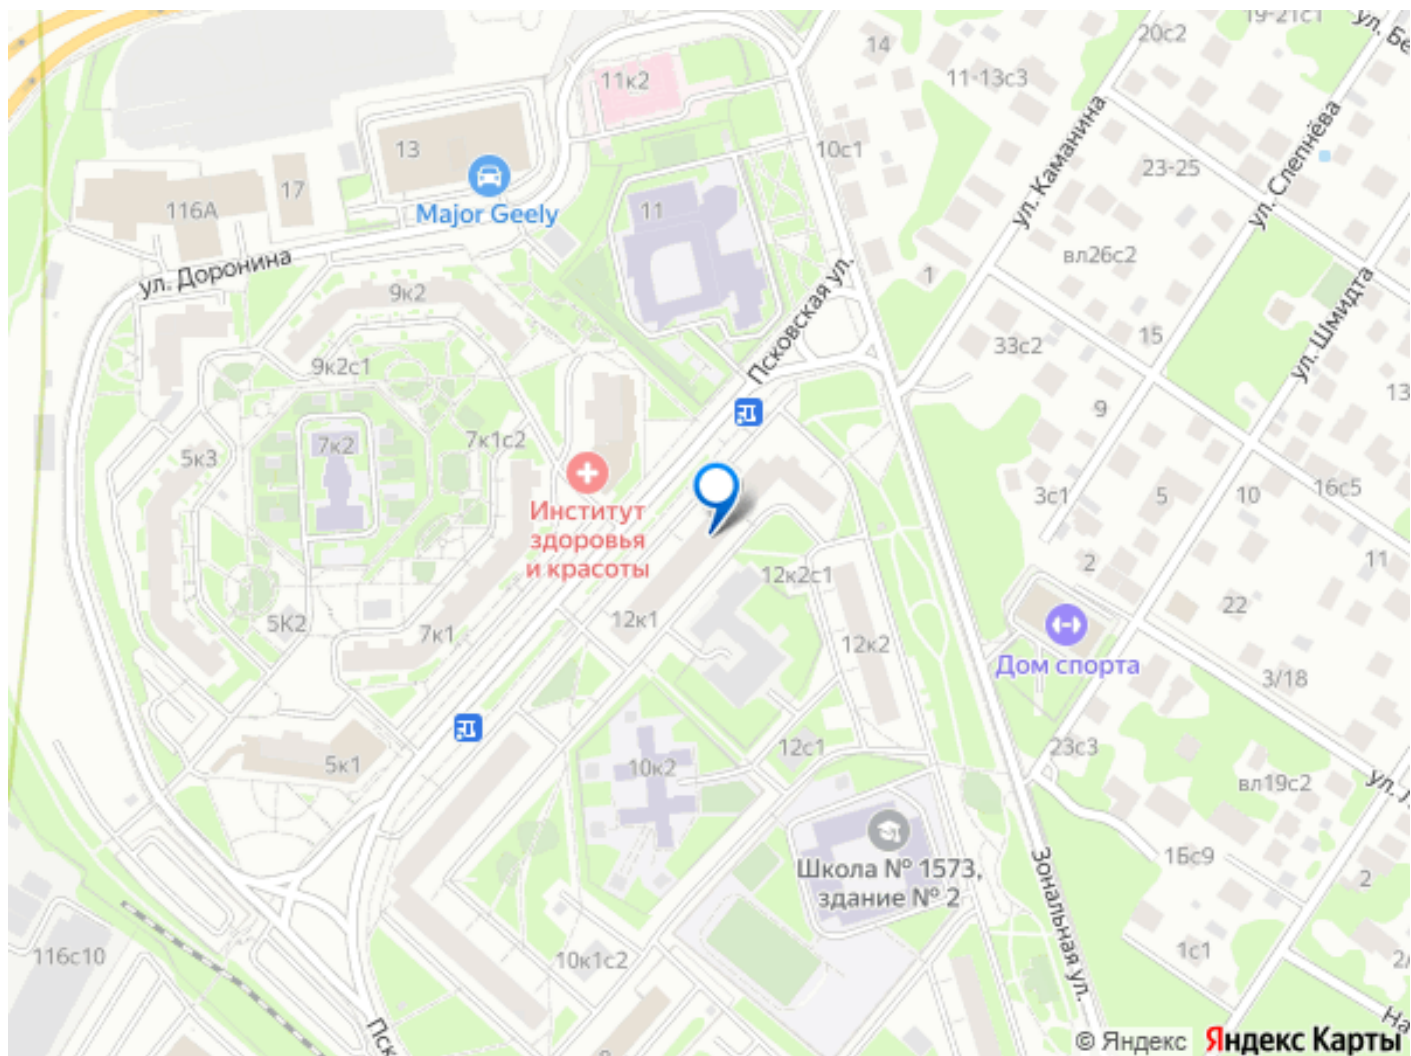 19-21с1
20с2
ул. Бе
14
11-13с3
11к2
13
17
116А
Major Geely
ул. Доронина
11
10с1
ул. Каманина
23-25
ул. Слепнёва
вл26с2
1
ул. Шмидта
9к2
Псковская ул.
33с2
15
9к2с1
13
9
7к2
7к1с2
5к3
3с1
5
10
16с5
Институт
здоровья
и красоты
12к2с1
2
11
5К2
7к1
12к1
12к2
22
Дом спорта
3/18
5к1
10к2
12с1
23с3
вл19с2
ул. Л
Школа № 1573,
здание № 2
1Бс9
2
Зональная ул.
116с10
10к1с2
1с1
2/
Пск
На
© Яндекс
Яндекс Карты